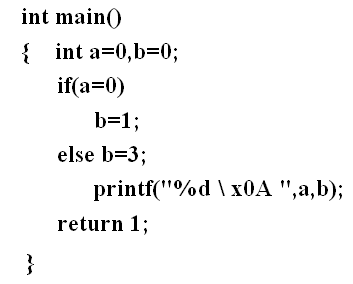 int main()
{ int a=0,b=0;
if(a=0)
b=1;
else b=3;
printf("%d \ x0A ",a,b);
return 1;
}